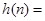 h(n) =